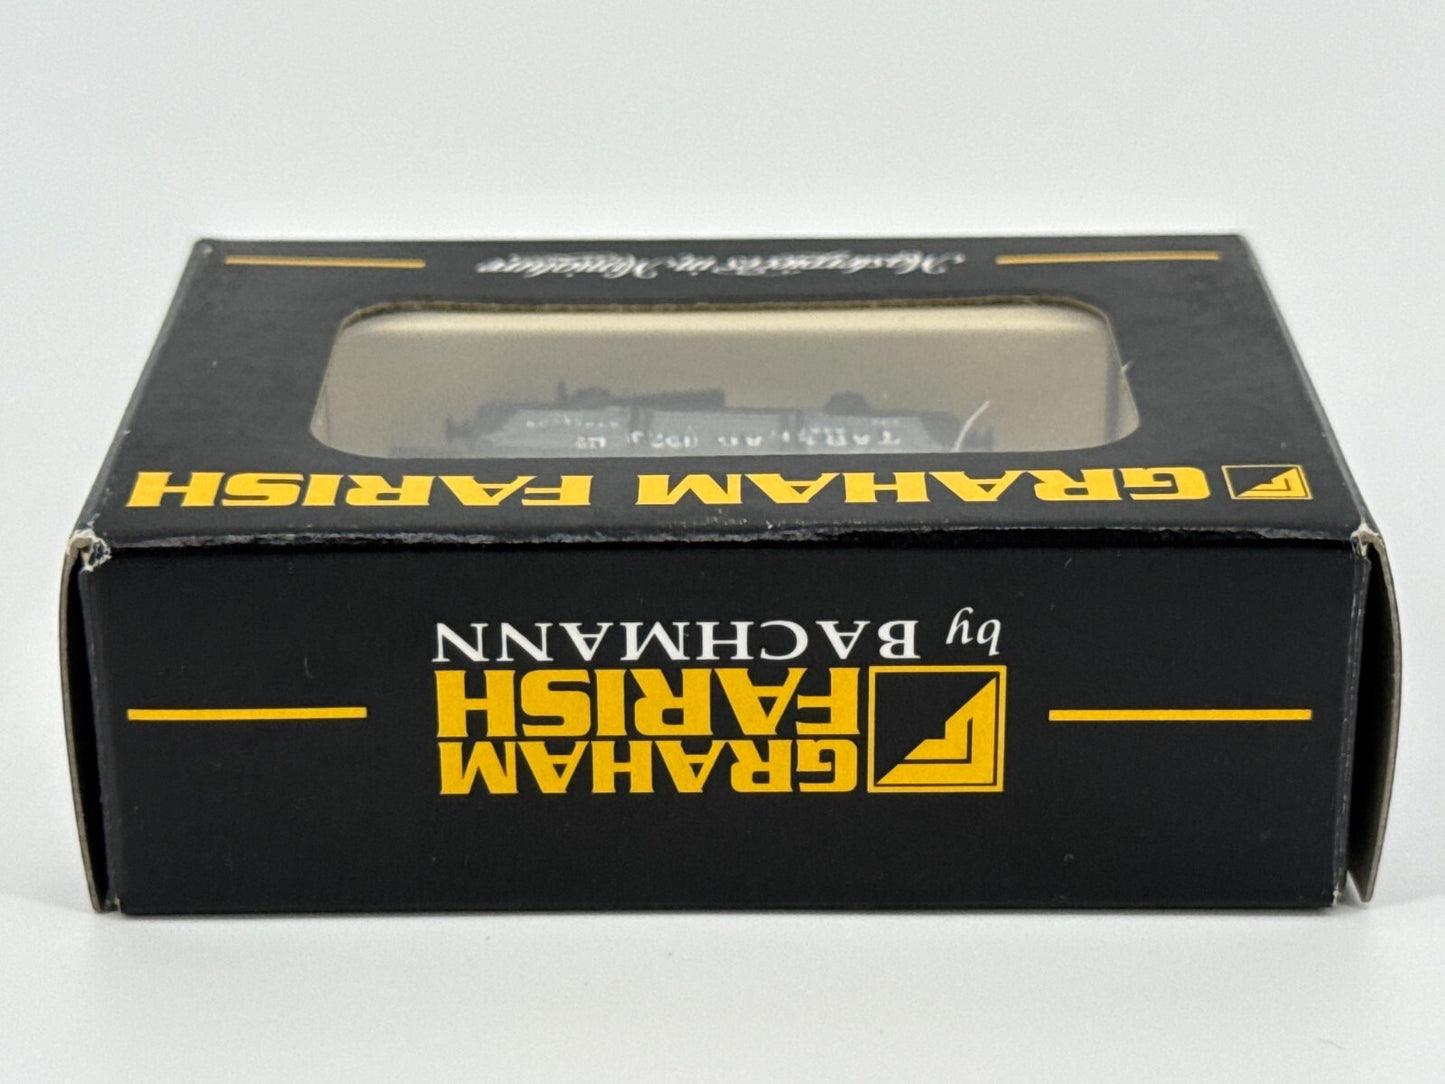 Masterpieces in Miniature
GRAHAM FARISH
GRAHAM
FARISH
by BACHMANN